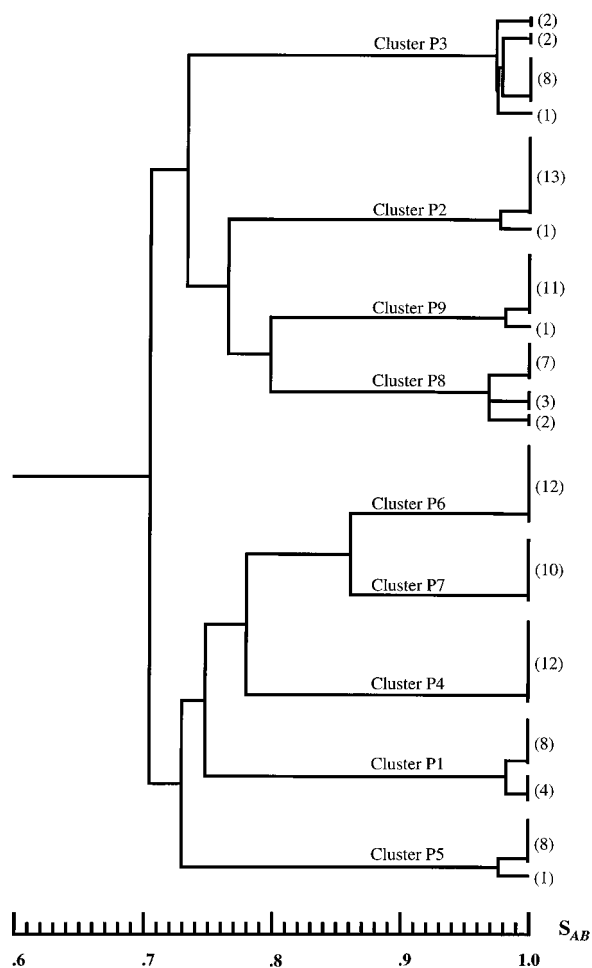 (2)
Cluster P3
(2)
(8)
(1)
(13)
Cluster P2
(1)
(11)
Cluster P9
(1)
(7)
Cluster P8
(3)
(2)
(12)
Cluster P6
(10)
Cluster P7
(12)
Cluster P4
(8)
Cluster P1
(4)
(8)
Cluster P5
(1)
S_AB
.6 .7 .8 .9 1.0